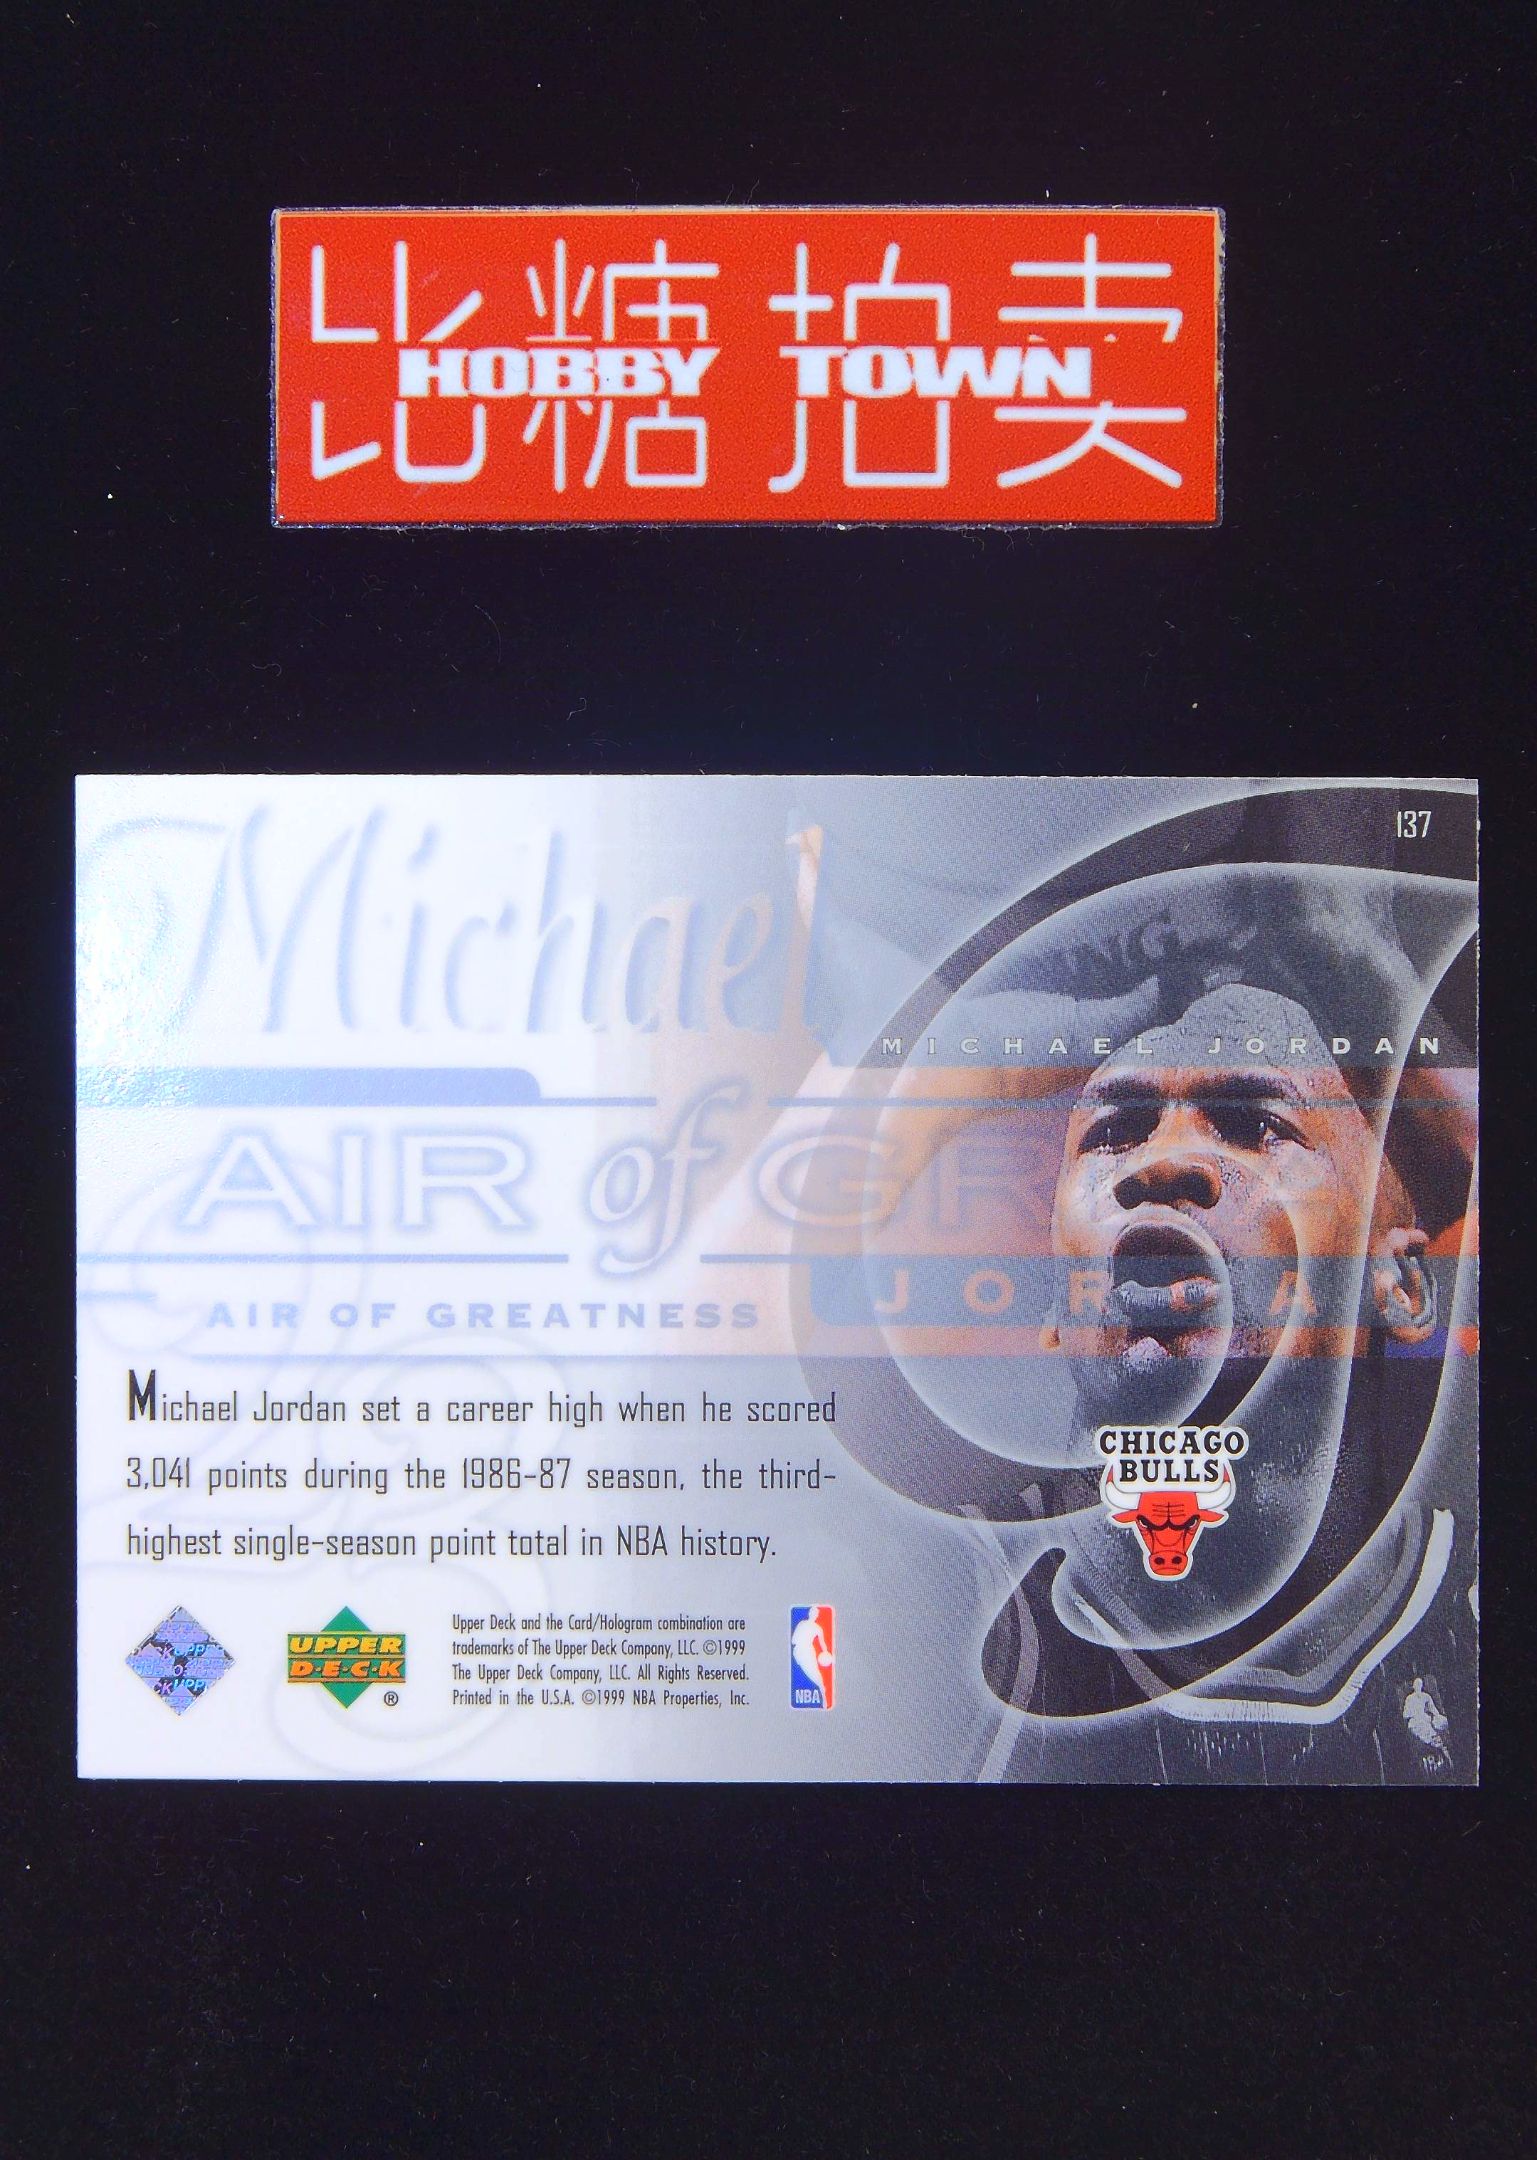 比糖拍卖
HOBBY TOWN
137
Michael
MICHAEL JORDAN
AIR of GR
JORDAN
AIR OF GREATNESS
Michael Jordan set a career high when he scored
3,041 points during the 1986-87 season, the third-
highest single-season point total in NBA history.
CHICAGO
BULLS
UPPER
D·E·C·K
®
Upper Deck and the Card/Hologram combination are
trademarks of The Upper Deck Company, LLC. ©1999
The Upper Deck Company, LLC. All Rights Reserved.
Printed in the U.S.A. ©1999 NBA Properties, Inc.
NBA